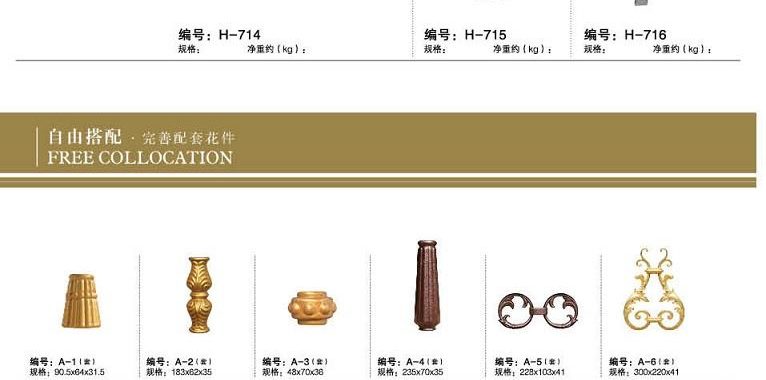 编号：H-714 编号：H-715 编号：H-716
规格： 净重约（kg）： 规格： 净重约（kg）： 规格： 净重约（kg）：
自由搭配 · 完善配套花件
FREE COLLOCATION
编号：A-1（套） 编号：A-2（套） 编号：A-3（套） 编号：A-4（套） 编号：A-5（套） 编号：A-6（套）
规格：90.5x64x31.5 规格：183x62x35 规格：48x70x36 规格：235x70x35 规格：228x103x41 规格：300x220x41